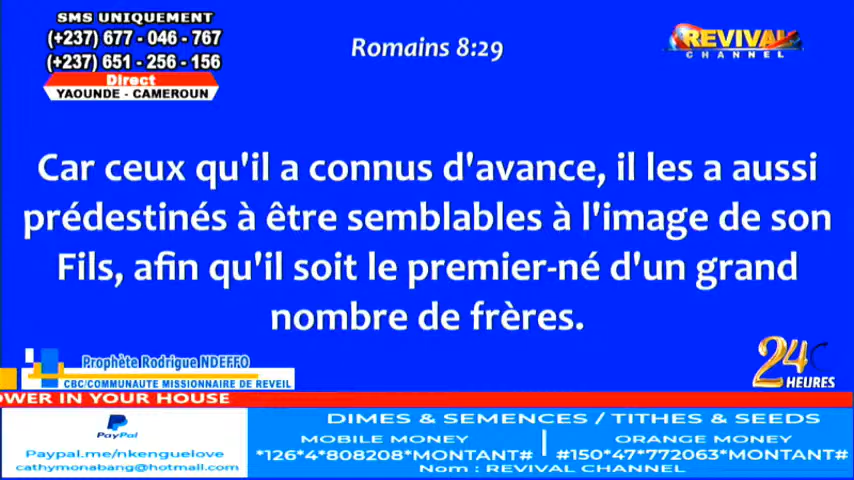 SMS UNIQUEMENT
(+237) 677 - 046 - 767
(+237) 651 - 256 - 156
Direct
YAOUNDE - CAMEROUN
Romains 8:29
REVIVAL
CHANNEL
Car ceux qu'il a connus d'avance, il les a aussi
prédestinés à être semblables à l'image de son
Fils, afin qu'il soit le premier-né d'un grand
nombre de frères.
Prophète Rodrigue NDEFFO
CBC/COMMUNAUTE MISSIONNAIRE DE REVEIL
24
HEURES
OWER IN YOUR HOUSE
PayPal
Paypal.me/nkenguelove
cathymonabang@hotmail.com
DIMES & SEMENCES / TITHES & SEEDS
MOBILE MONEY
*126*4*808208*MONTANT#
ORANGE MONEY
#150*47*772063*MONTANT#
Nom : REVIVAL CHANNEL